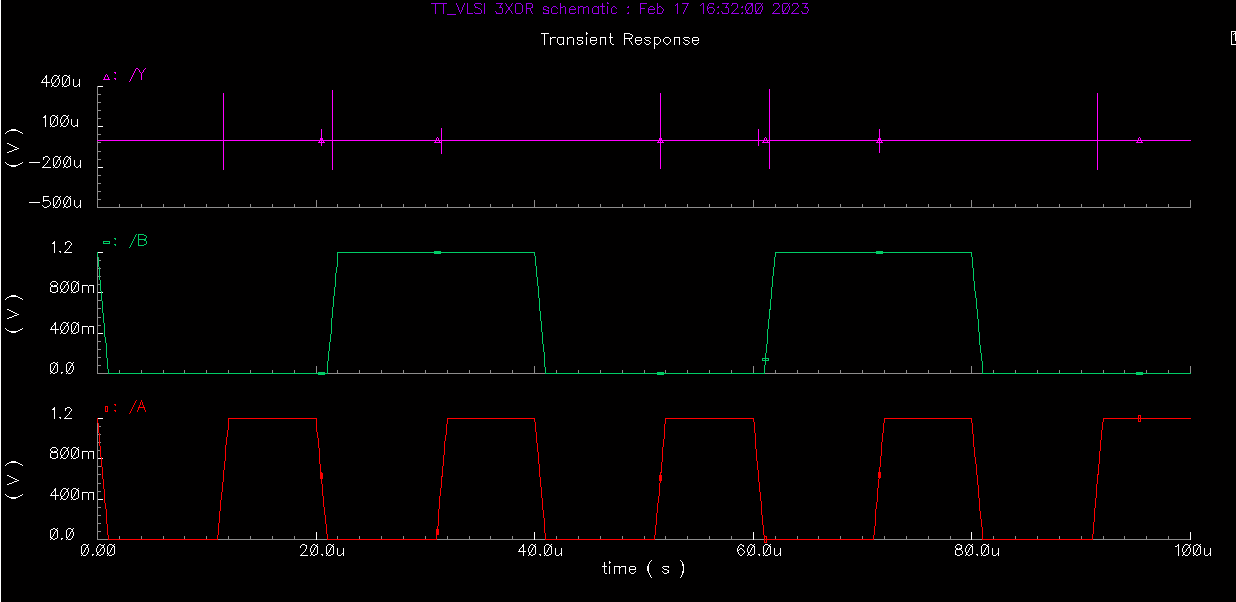 TT_VLSI 3XOR schematic : Feb 17 16:32:00 2023
Transient Response
△: /Y
400u
100u
-200u
-500u
( V )
▭: /B
1.2
800m
400m
0.0
( V )
▯: /A
1.2
800m
400m
0.0
( V )
0.00 20.0u 40.0u 60.0u 80.0u 100u
time ( s )